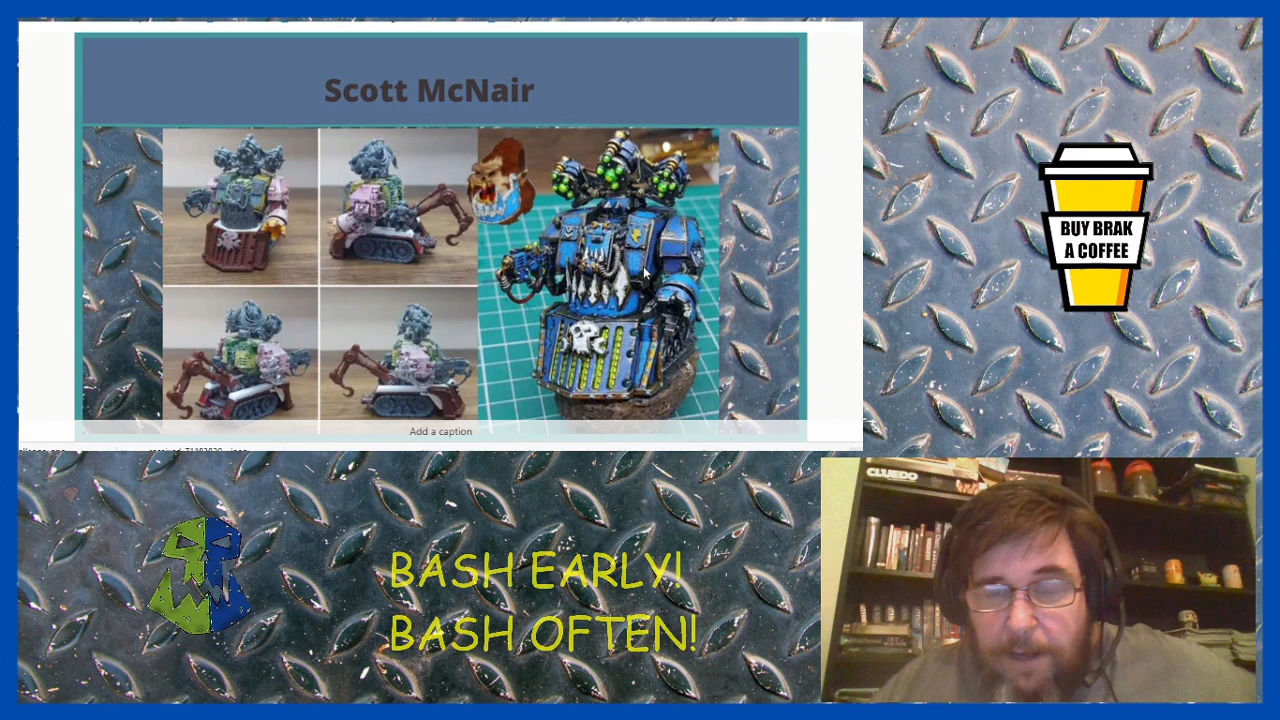 Scott McNair
Add a caption
BUY BRAK
A COFFEE
BASH EARLY!
BASH OFTEN!
CLUEDO